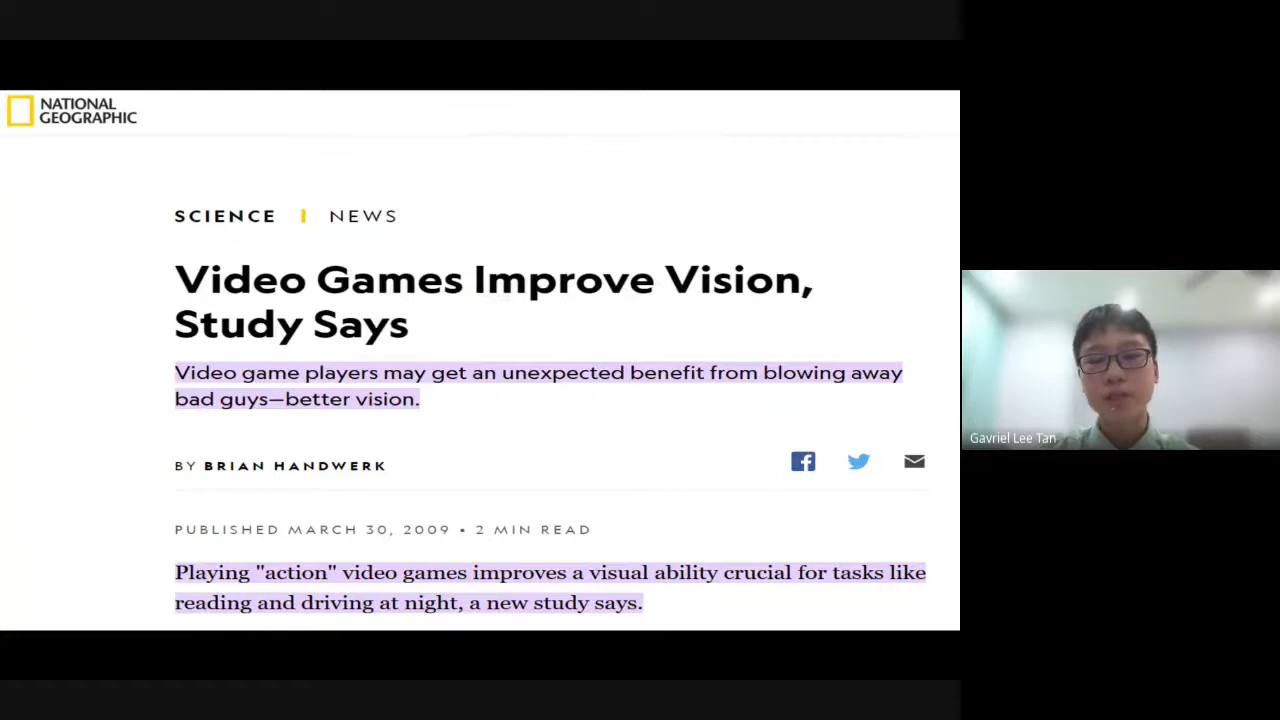 NATIONAL
GEOGRAPHIC
SCIENCE | NEWS
Video Games Improve Vision,
Study Says
Video game players may get an unexpected benefit from blowing away
bad guys—better vision.
BY BRIAN HANDWERK
PUBLISHED MARCH 30, 2009 • 2 MIN READ
Playing "action" video games improves a visual ability crucial for tasks like
reading and driving at night, a new study says.
Gavriel Lee Tan